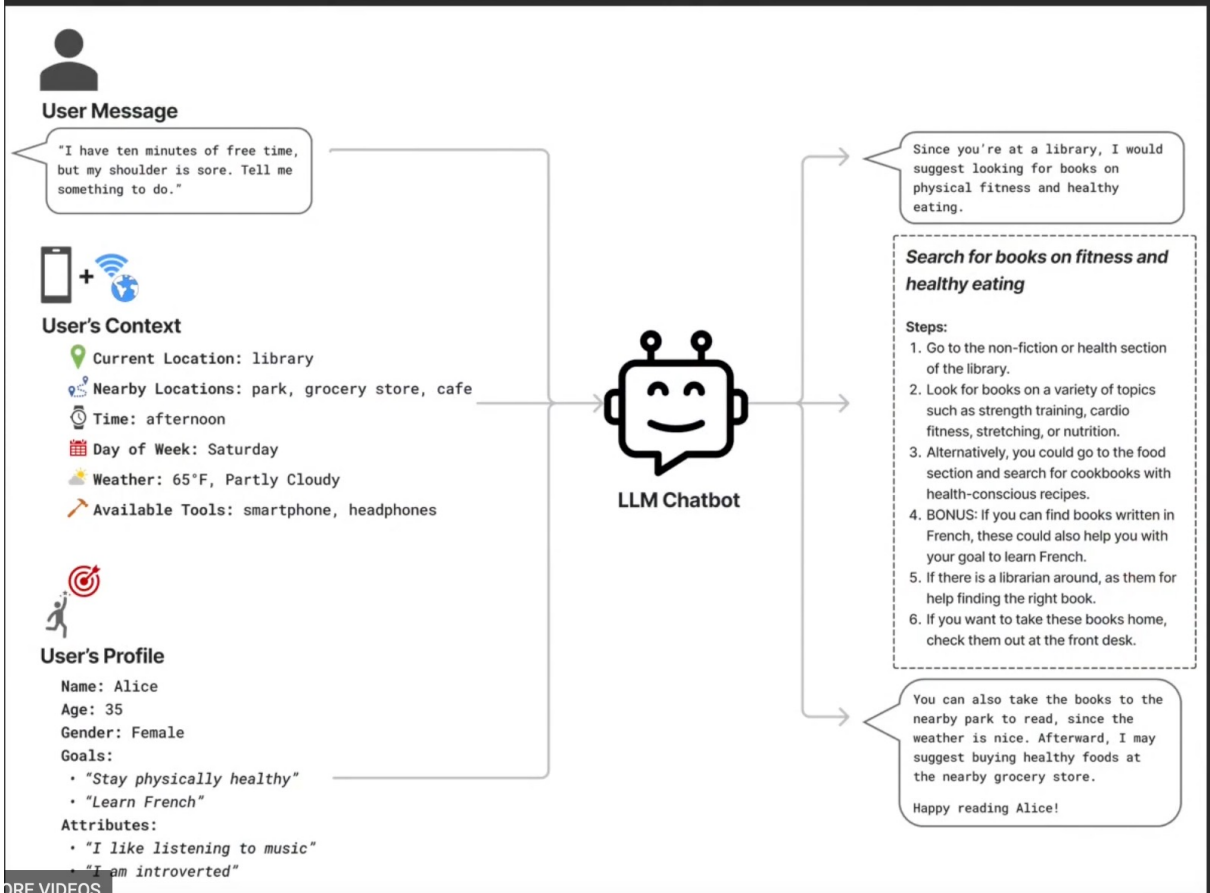 User Message
"I have ten minutes of free time,
but my shoulder is sore. Tell me
something to do."
User's Context
Current Location: library
Nearby Locations: park, grocery store, cafe
Time: afternoon
Day of Week: Saturday
Weather: 65°F, Partly Cloudy
Available Tools: smartphone, headphones
User's Profile
Name: Alice
Age: 35
Gender: Female
Goals:
• "Stay physically healthy"
• "Learn French"
Attributes:
• "I like listening to music"
• "I am introverted"
ORE VIDEOS
LLM Chatbot
Since you're at a library, I would
suggest looking for books on
physical fitness and healthy
eating.
Search for books on fitness and
healthy eating
Steps:
1. Go to the non-fiction or health section
of the library.
2. Look for books on a variety of topics
such as strength training, cardio
fitness, stretching, or nutrition.
3. Alternatively, you could go to the food
section and search for cookbooks with
health-conscious recipes.
4. BONUS: If you can find books written in
French, these could also help you with
your goal to learn French.
5. If there is a librarian around, as them for
help finding the right book.
6. If you want to take these books home,
check them out at the front desk.
You can also take the books to the
nearby park to read, since the
weather is nice. Afterward, I may
suggest buying healthy foods at
the nearby grocery store.
Happy reading Alice!